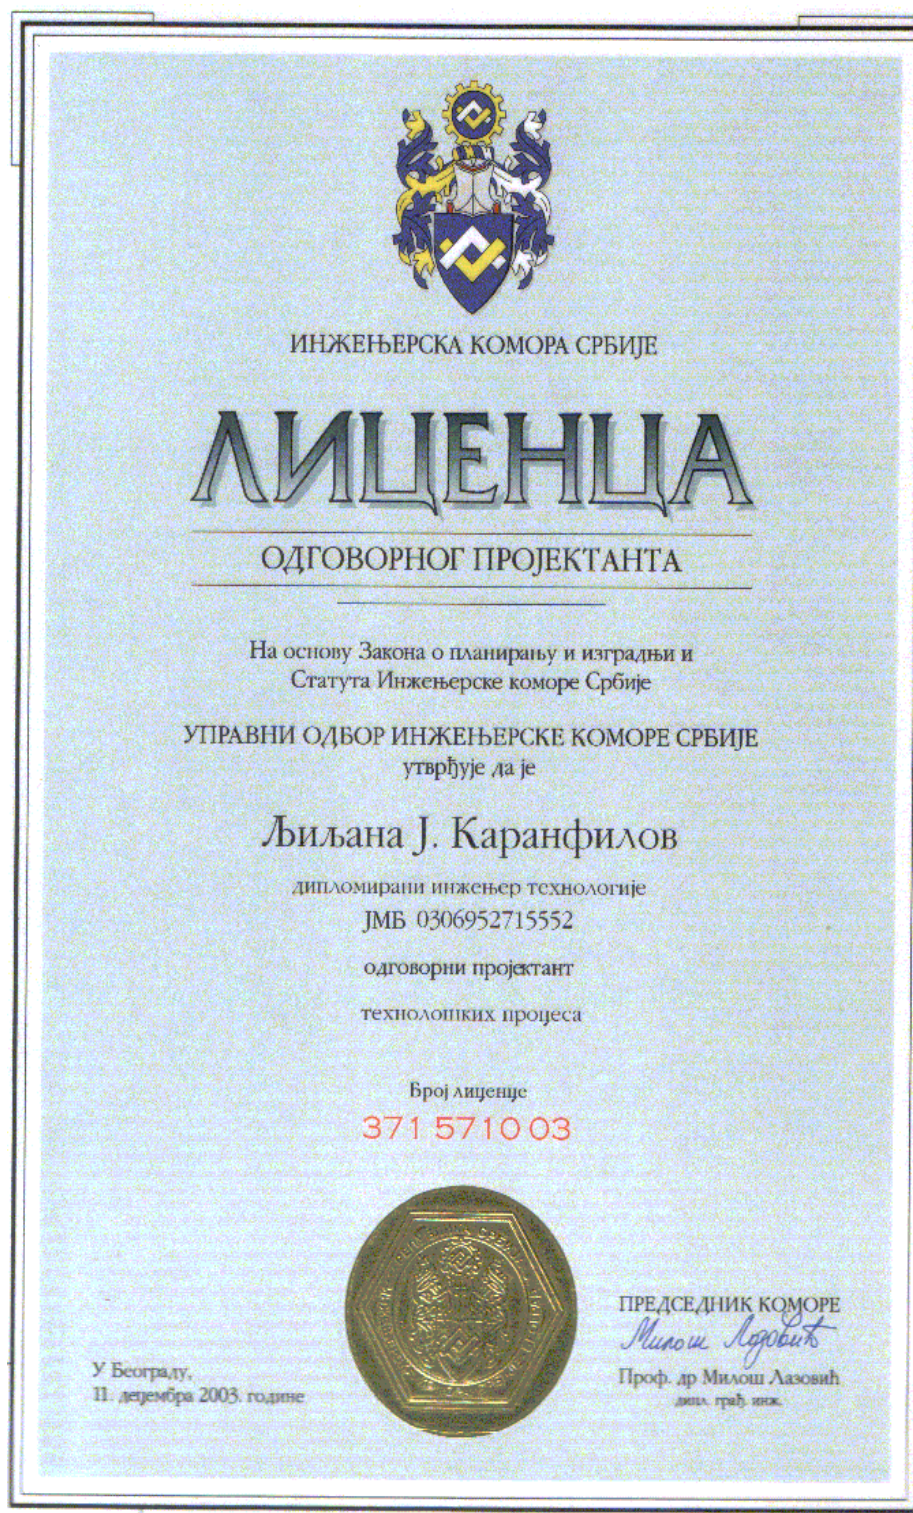 ИНЖЕЊЕРСКА КОМОРА СРБИЈЕ
ЛИЦЕНЦА
ОДГОВОРНОГ ПРОЈЕКТАНТА
На основу Закона о планирању и изградњи и
Статута Инжењерске коморе Србије
УПРАВНИ ОДБОР ИНЖЕЊЕРСКЕ КОМОРЕ СРБИЈЕ
утврђује да је
Љиљана Ј. Каранфилов
дипломирани инжењер технологије
ЈМБ 0306952715552
одговорни пројектант
технолошких процеса
Број лиценце
371 5710 03
У Београду,
11. децембра 2003. године
ПРЕДСЕДНИК КОМОРЕ
Милош Лазовић
Проф. др Милош Лазовић
дипл. грађ. инж.